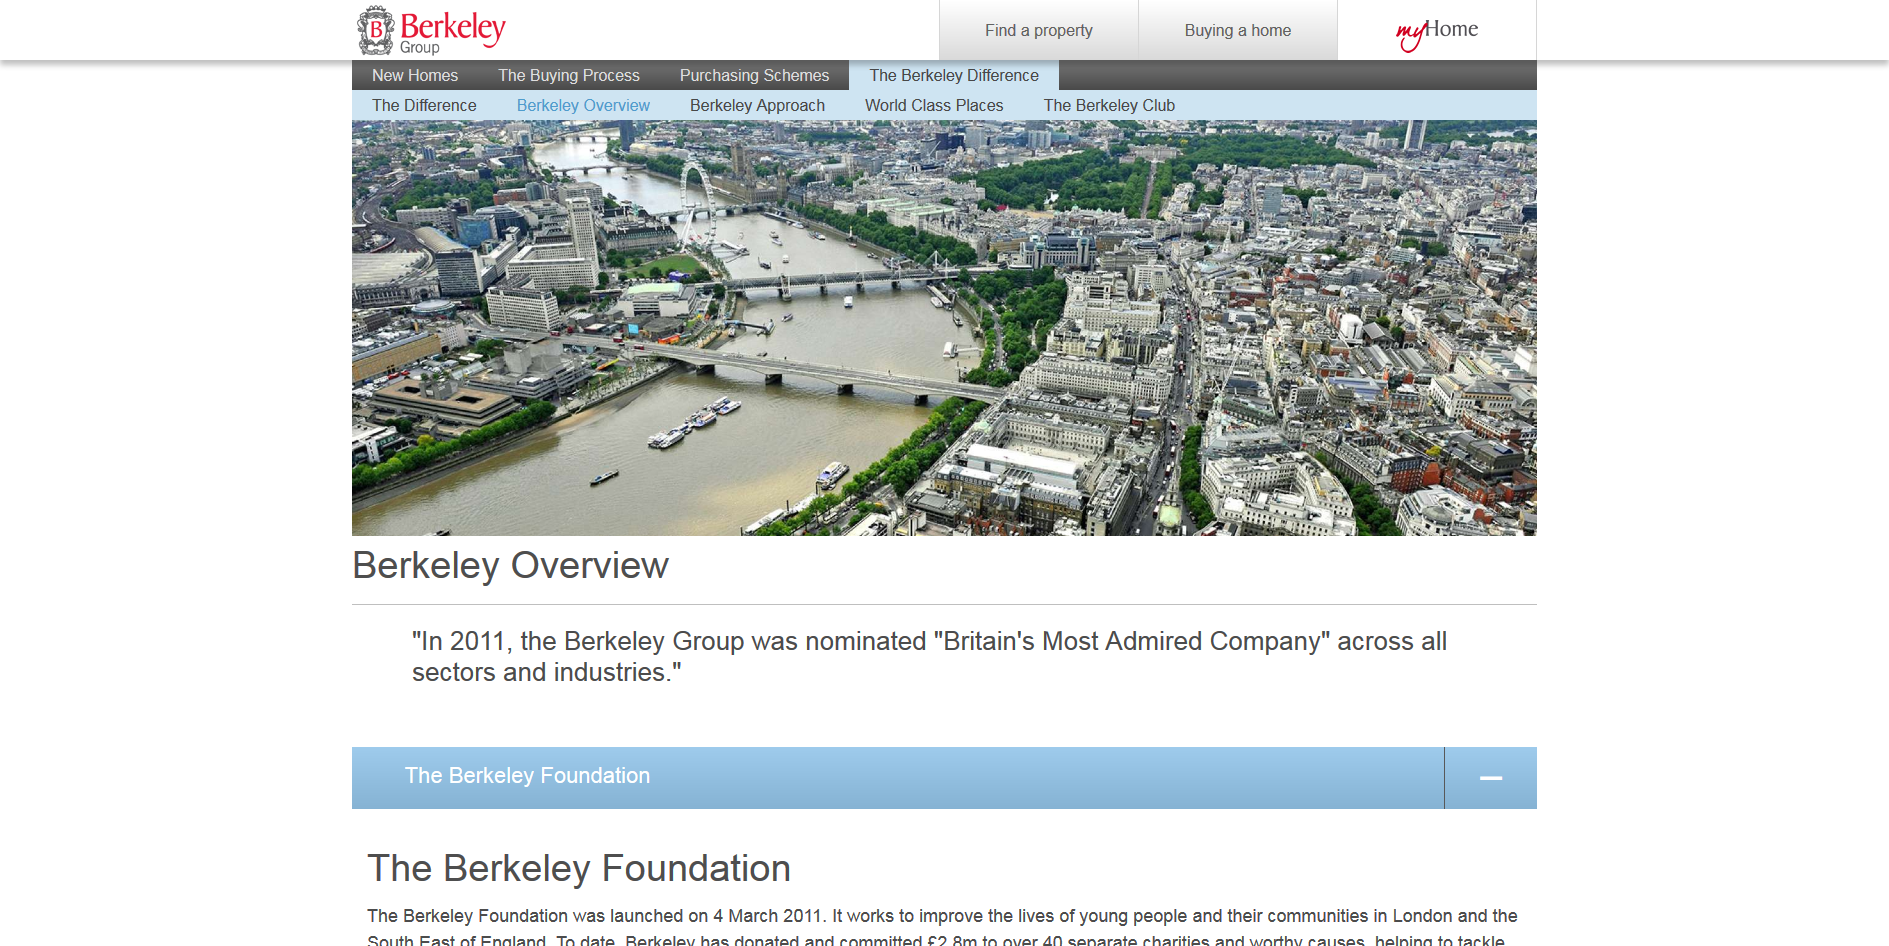 B Berkeley
Group
Find a property
Buying a home
myHome
New Homes
The Buying Process
Purchasing Schemes
The Berkeley Difference
The Difference
Berkeley Overview
Berkeley Approach
World Class Places
The Berkeley Club
Berkeley Overview
"In 2011, the Berkeley Group was nominated "Britain's Most Admired Company" across all
sectors and industries."
The Berkeley Foundation
The Berkeley Foundation
The Berkeley Foundation was launched on 4 March 2011. It works to improve the lives of young people and their communities in London and the
South East of England. To date, Berkeley has donated and committed £2.8m to over 40 separate charities and worthy causes, helping to tackle